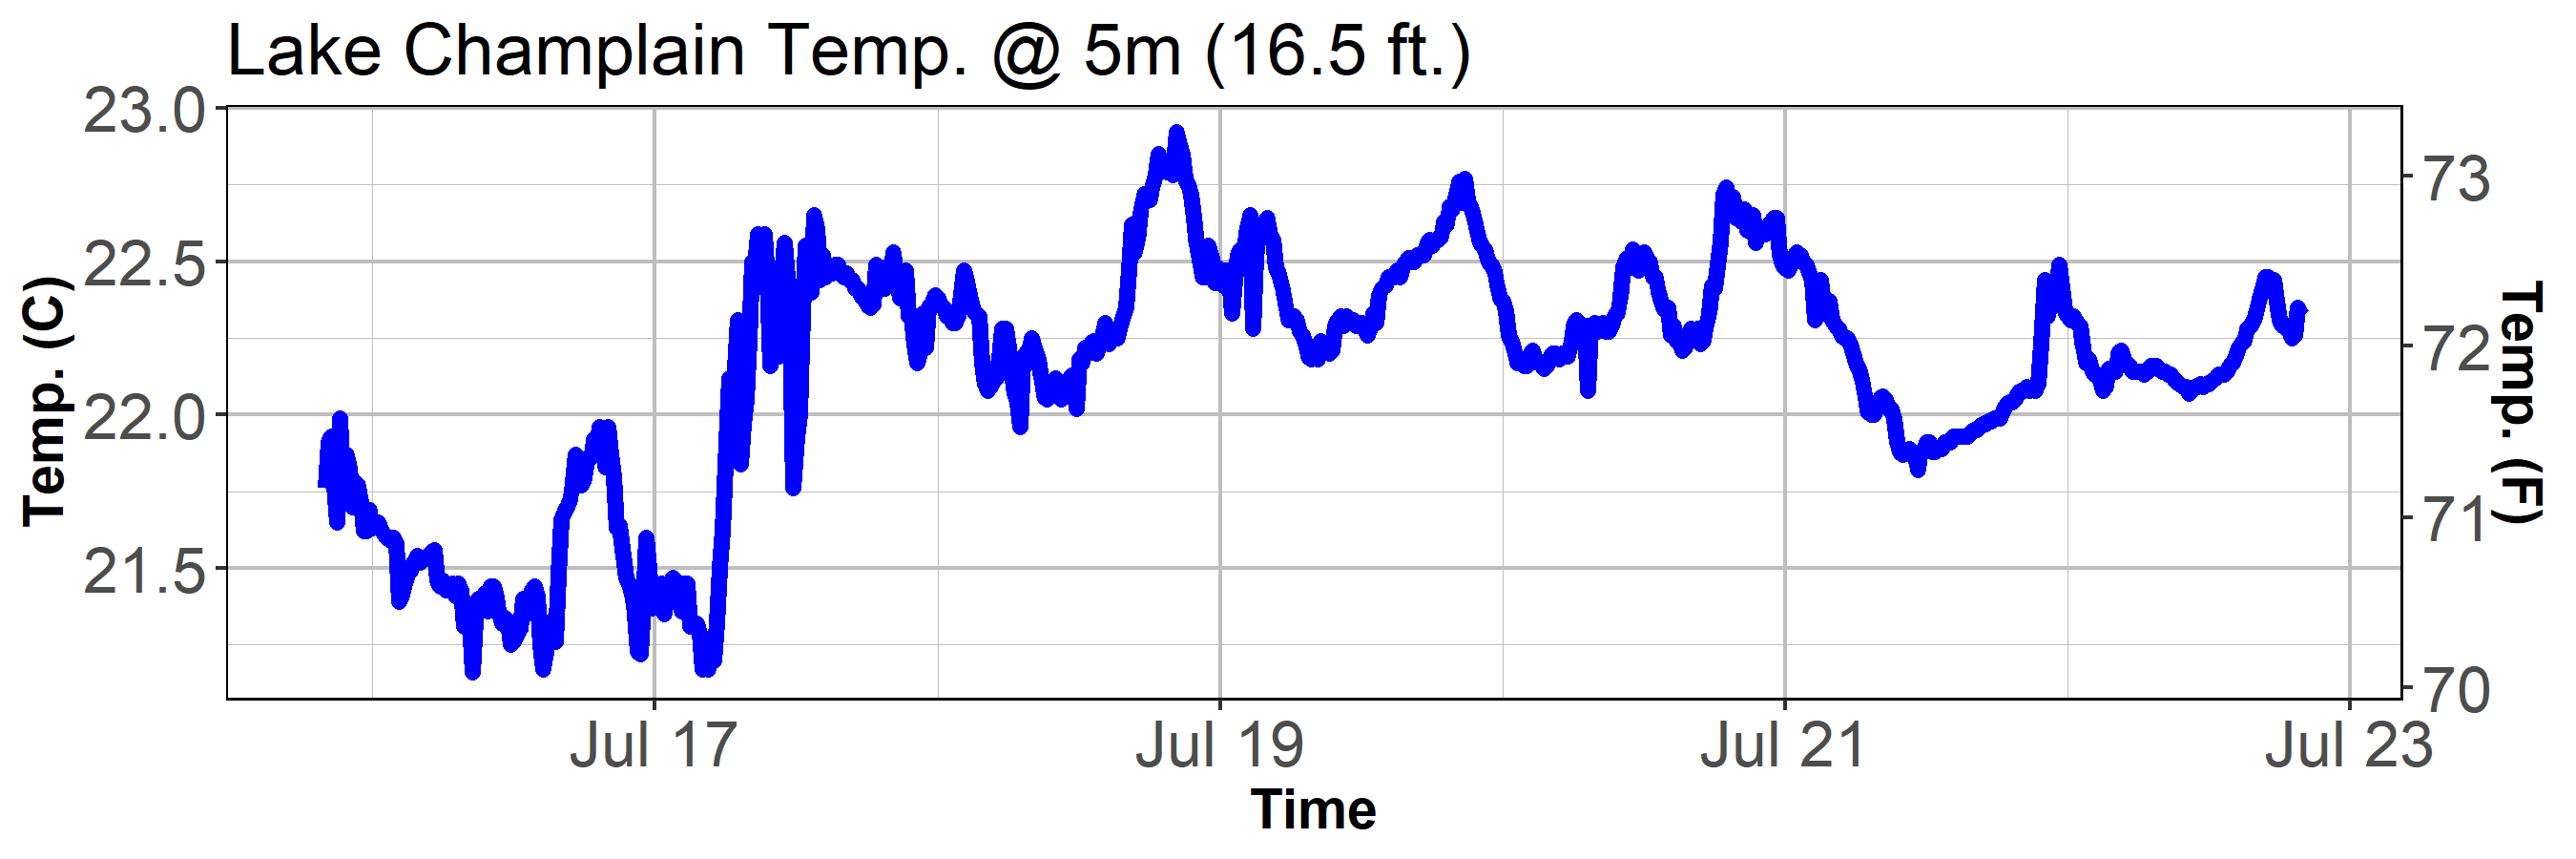 Lake Champlain Temp. @ 5m (16.5 ft.)
23.0
22.5
22.0
21.5
Temp. (C)
73
72
71
70
Temp. (F)
Jul 17
Jul 19
Jul 21
Jul 23
Time